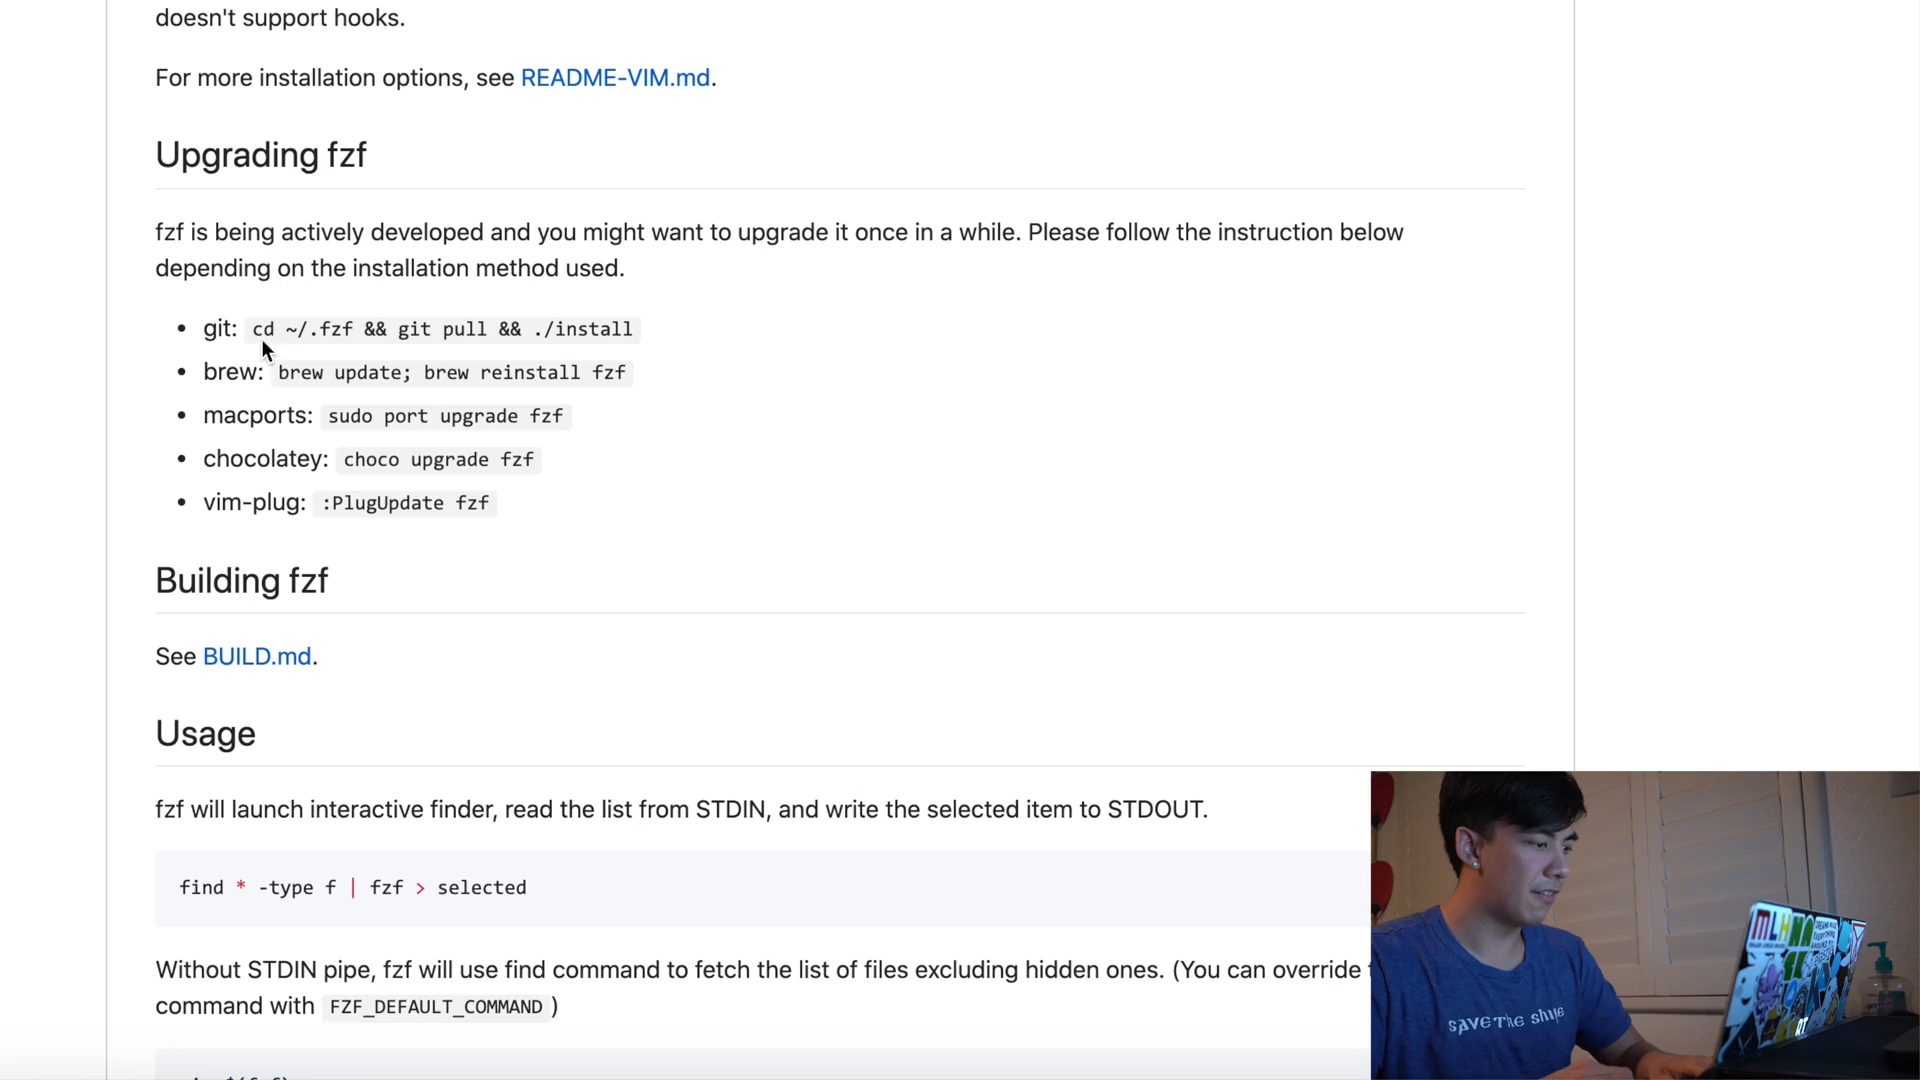 doesn't support hooks.
For more installation options, see README-VIM.md.
Upgrading fzf
fzf is being actively developed and you might want to upgrade it once in a while. Please follow the instruction below
depending on the installation method used.
• git: cd ~/.fzf && git pull && ./install
• brew: brew update; brew reinstall fzf
• macports: sudo port upgrade fzf
• chocolatey: choco upgrade fzf
• vim-plug: :PlugUpdate fzf
Building fzf
See BUILD.md.
Usage
fzf will launch interactive finder, read the list from STDIN, and write the selected item to STDOUT.
find * -type f | fzf > selected
Without STDIN pipe, fzf will use find command to fetch the list of files excluding hidden ones. (You can override
command with FZF_DEFAULT_COMMAND )
SAVE THE
MLH